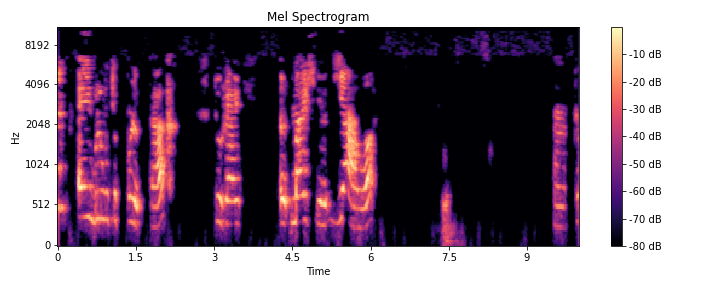 Mel Spectrogram
Hz
8192
4096
2048
1024
512
0
0 1.5 3 4.5 6 7.5 9
Time
-10 dB
-20 dB
-30 dB
-40 dB
-50 dB
-60 dB
-70 dB
-80 dB